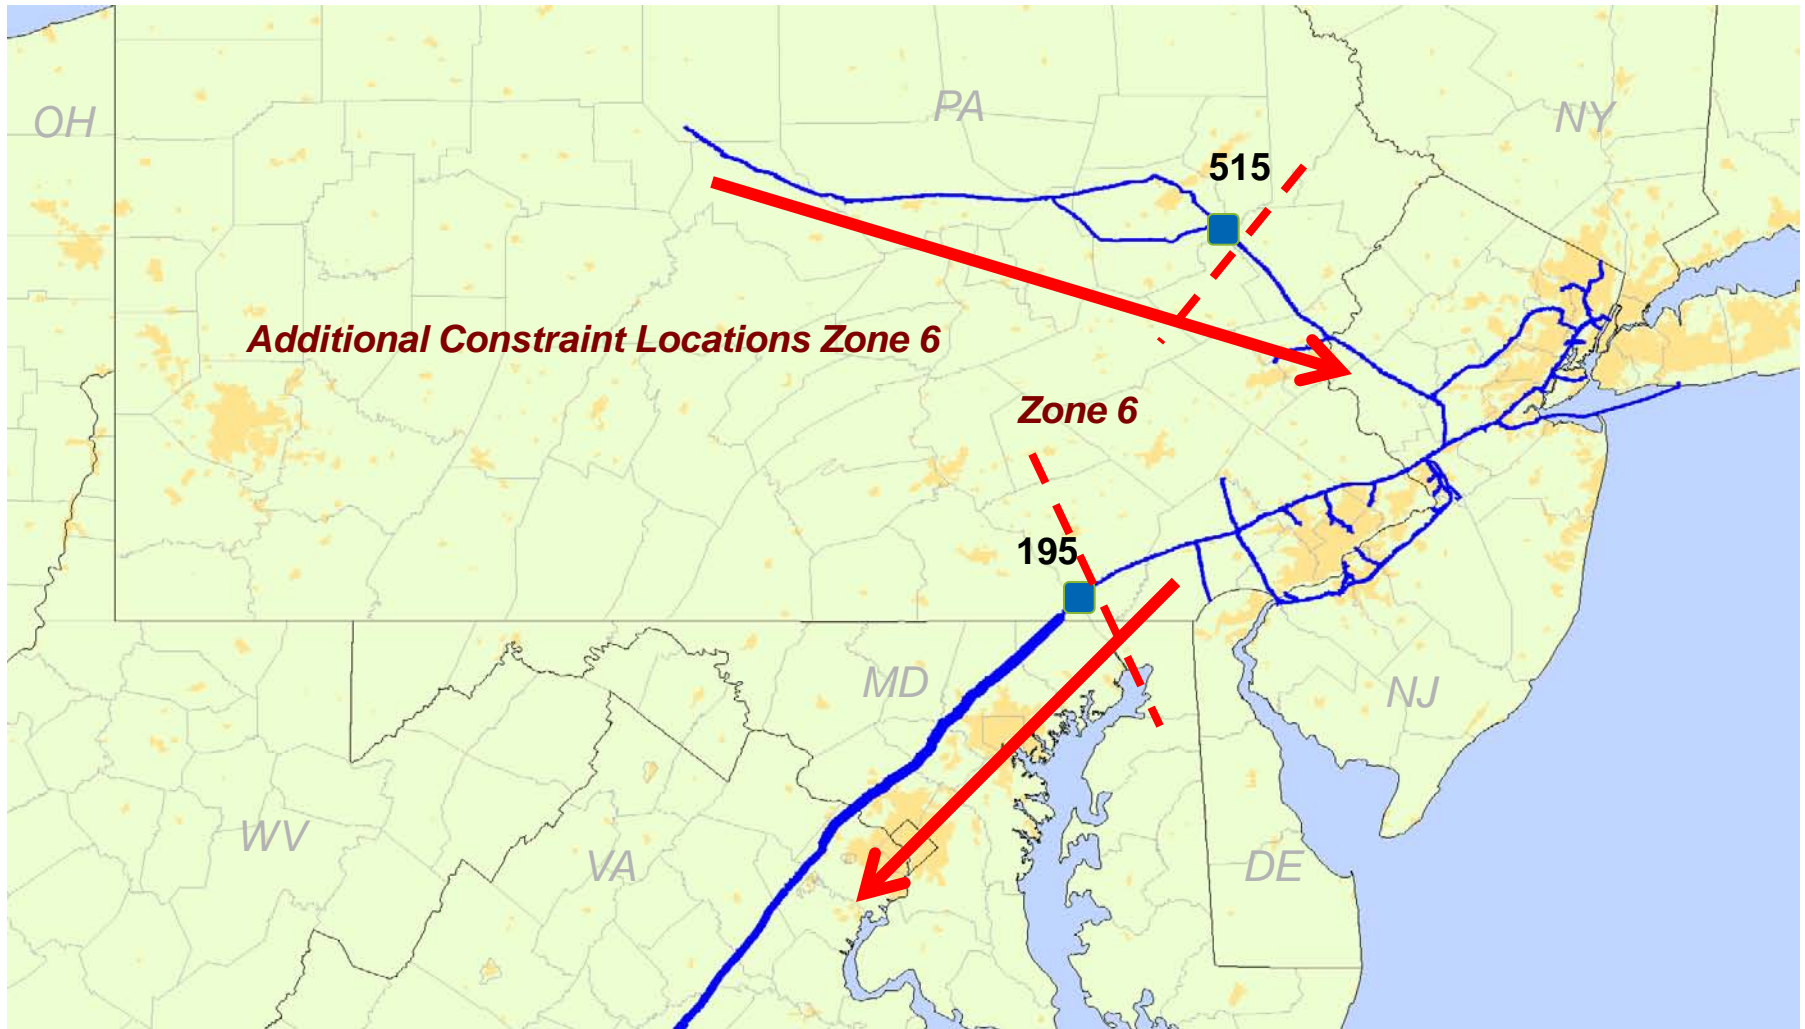 OH
PA
NY
515
Additional Constraint Locations Zone 6
Zone 6
195
MD
NJ
WV
VA
DE